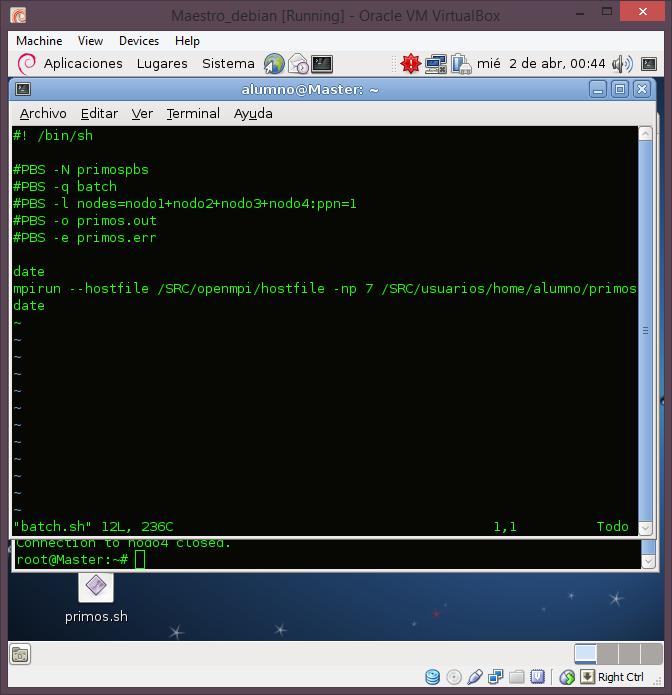 Maestro_debian [Running] - Oracle VM VirtualBox
Machine View Devices Help
Aplicaciones Lugares Sistema mié 2 de abr, 00:44
alumno@Master: ~
Archivo Editar Ver Terminal Ayuda
#! /bin/sh
#PBS -N primospbs
#PBS -q batch
#PBS -l nodes=nodo1+nodo2+nodo3+nodo4:ppn=1
#PBS -o primos.out
#PBS -e primos.err
date
mpirun --hostfile /SRC/openmpi/hostfile -np 7 /SRC/usuarios/home/alumno/primos
date
~
~
~
~
~
~
~
~
~
~
~
~
"batch.sh" 12L, 236C 1,1 Todo
Connection to nodo4 closed.
root@Master:~#
primos.sh
Right Ctrl